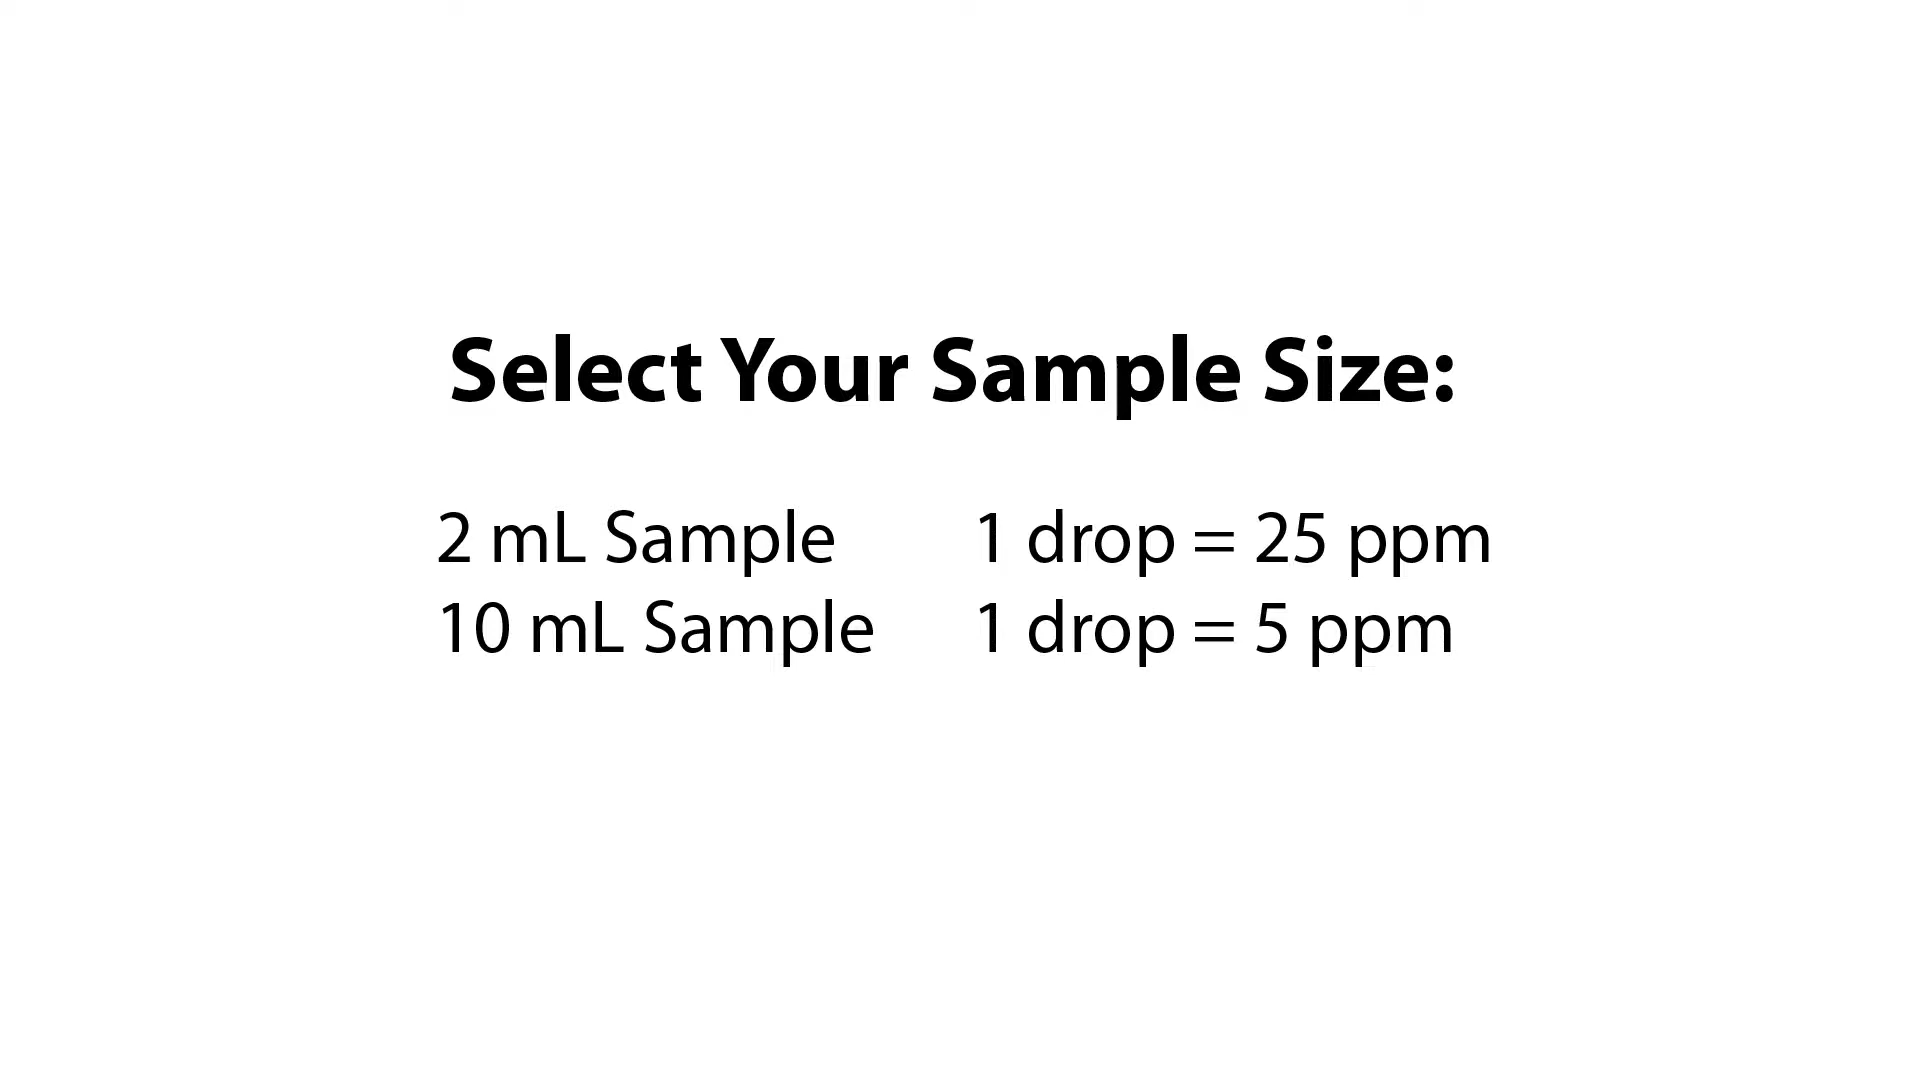 Select Your Sample Size:
2 mL Sample 1 drop = 25 ppm
10 mL Sample 1 drop = 5 ppm